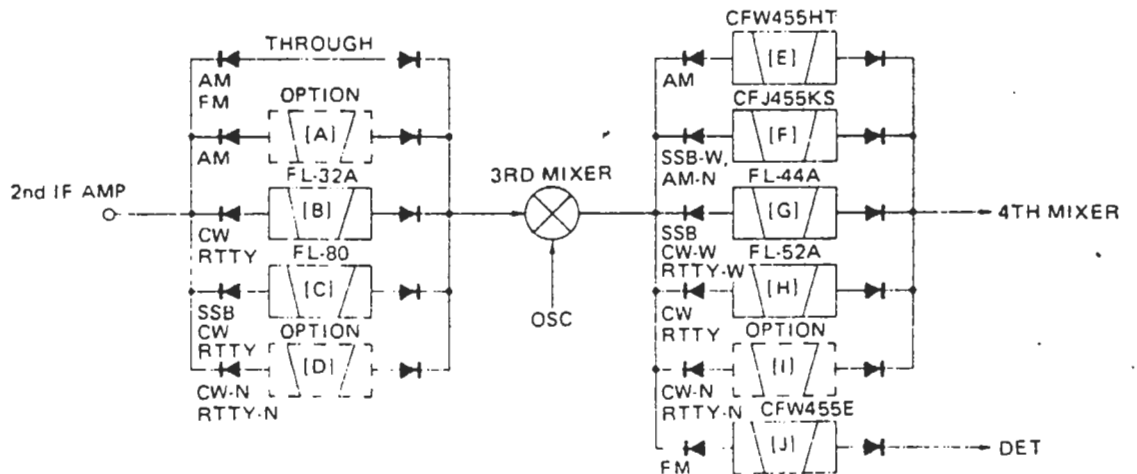 THROUGH
AM
FM
OPTION
[A]
AM
FL-32A
2nd IF AMP
[B]
CW
RTTY
FL-80
[C]
SSB
CW
RTTY
OPTION
[D]
CW-N
RTTY-N
3RD MIXER
OSC
CFW455HT
[E]
AM
CFJ455KS
[F]
SSB-W,
AM-N
FL-44A
[G]
4TH MIXER
SSB
CW-W
RTTY-W
FL-52A
[H]
CW
RTTY
OPTION
[I]
CW-N
RTTY-N
CFW455E
[J]
DET
FM